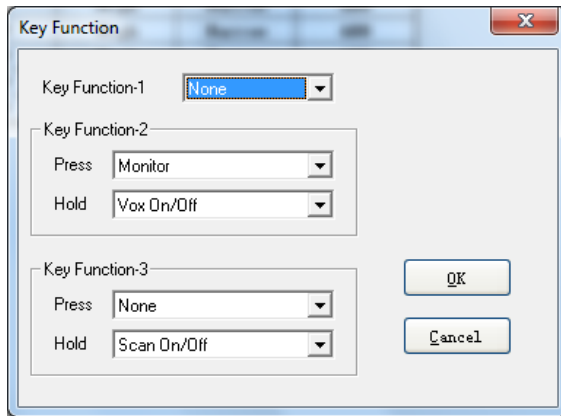 Key Function
Key Function-1 None
Key Function-2
Press Monitor
Hold Vox On/Off
Key Function-3
Press None
Hold Scan On/Off
OK
Cancel